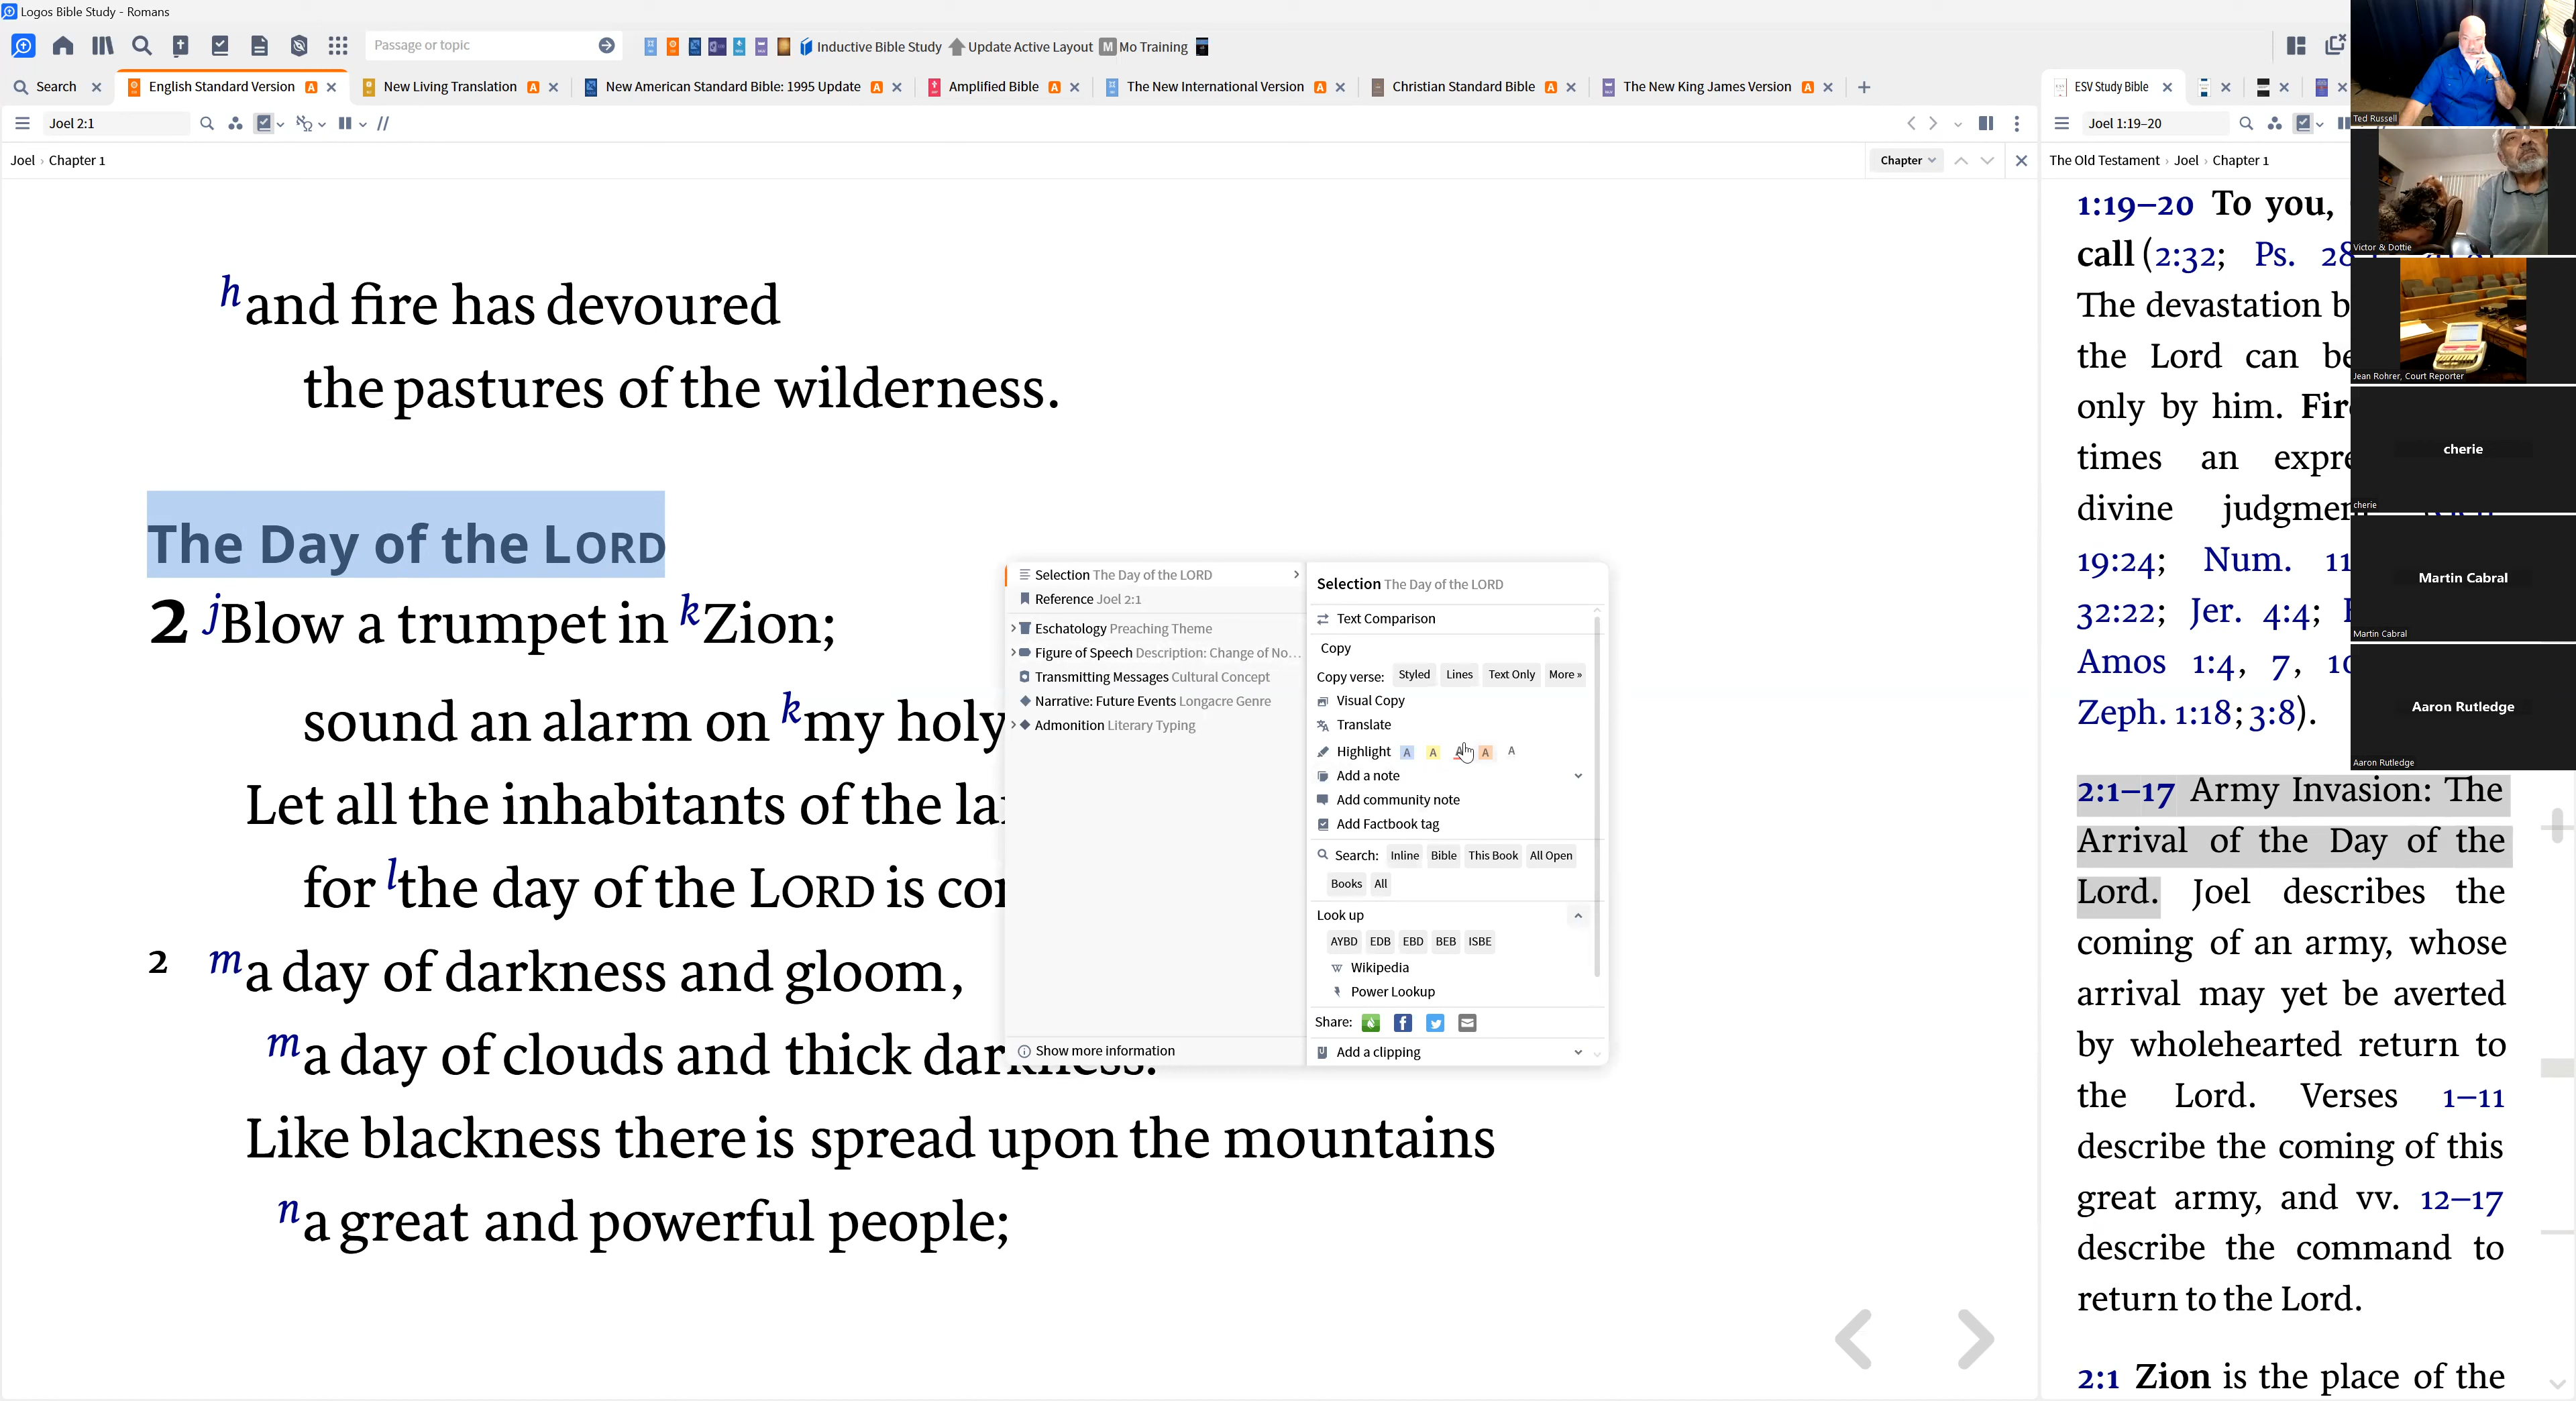 Logos Bible Study - Romans
Passage or topic
Inductive Bible Study
Update Active Layout
M Mo Training
Search
English Standard Version A
New Living Translation A
New American Standard Bible: 1995 Update A
Amplified Bible A
The New International Version A
Christian Standard Bible A
The New King James Version A
ESV Study Bible
Joel 2:1
Joel › Chapter 1
Chapter
h and fire has devoured
the pastures of the wilderness.
The Day of the LORD
2 j Blow a trumpet in k Zion;
sound an alarm on k my holy
Let all the inhabitants of the
for l the day of the LORD is
2 m a day of darkness and gloom,
m a day of clouds and thick darkness.
Like blackness there is spread upon the mountains
n a great and powerful people;
Selection The Day of the LORD
Reference Joel 2:1
Eschatology Preaching Theme
Figure of Speech Description: Change of No...
Transmitting Messages Cultural Concept
Narrative: Future Events Longacre Genre
Admonition Literary Typing
Show more information
Selection The Day of the LORD
Text Comparison
Copy
Copy verse: Styled Lines Text Only More »
Visual Copy
Translate
Highlight A A A A A
Add a note
Add community note
Add Factbook tag
Search: Inline Bible This Book All Open
Books All
Look up
AYBD EDB EBD BEB ISBE
Wikipedia
Power Lookup
Share:
Add a clipping
Joel 1:19–20
The Old Testament › Joel › Chapter 1
1:19–20 To you,
call (2:32; Ps. 28
The devastation b
the Lord can be
only by him. Fire
times an expre
divine judgmen
19:24; Num. 11
32:22; Jer. 4:4;
Amos 1:4, 7, 10
Zeph. 1:18; 3:8).
2:1–17 Army Invasion: The
Arrival of the Day of the
Lord. Joel describes the
coming of an army, whose
arrival may yet be averted
by wholehearted return to
the Lord. Verses 1–11
describe the coming of this
great army, and vv. 12–17
describe the command to
return to the Lord.
2:1 Zion is the place of the
Ted Russell
Victor & Dottie
Jean Rohrer, Court Reporter
cherie
cherie
Martin Cabral
Martin Cabral
Aaron Rutledge
Aaron Rutledge